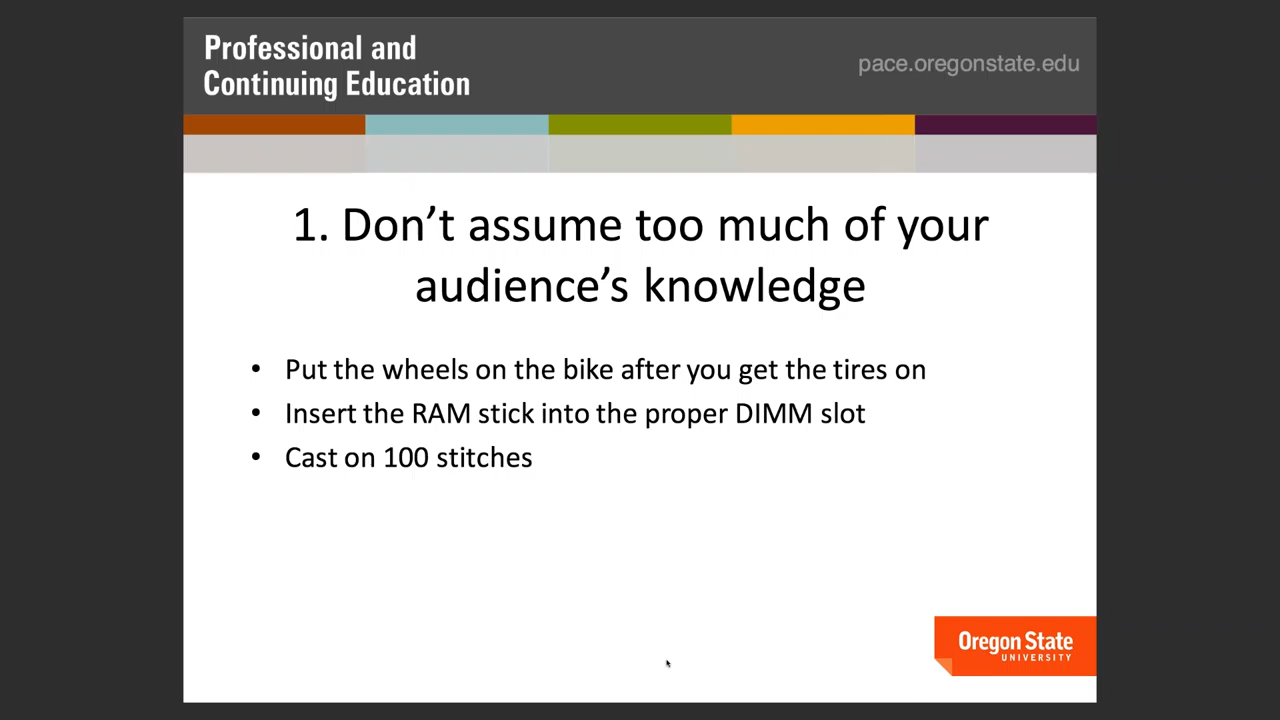 Professional and
Continuing Education
pace.oregonstate.edu
1. Don’t assume too much of your
audience’s knowledge
• Put the wheels on the bike after you get the tires on
• Insert the RAM stick into the proper DIMM slot
• Cast on 100 stitches
Oregon State
UNIVERSITY